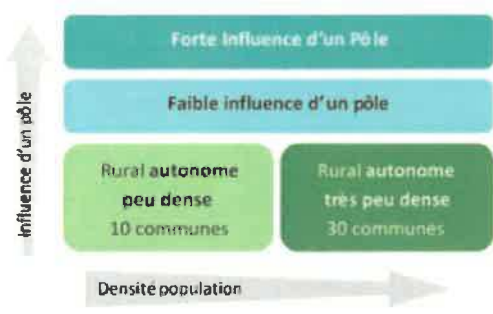 Forte Influence d'un Pôle
Faible influence d'un pôle
Influence d'un pôle
Rural autonome
peu dense
10 communes
Rural autonome
très peu dense
30 communes
Densité population